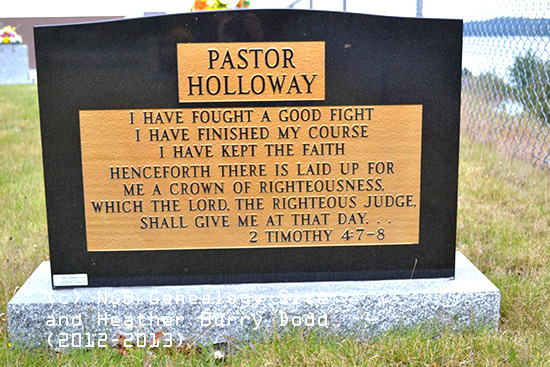 PASTOR
HOLLOWAY
I HAVE FOUGHT A GOOD FIGHT
I HAVE FINISHED MY COURSE
I HAVE KEPT THE FAITH
HENCEFORTH THERE IS LAID UP FOR
ME A CROWN OF RIGHTEOUSNESS,
WHICH THE LORD, THE RIGHTEOUS JUDGE,
SHALL GIVE ME AT THAT DAY. . .
2 TIMOTHY 4:7-8
Genealogy
and Heather Burry Dodd
(2012-2013)